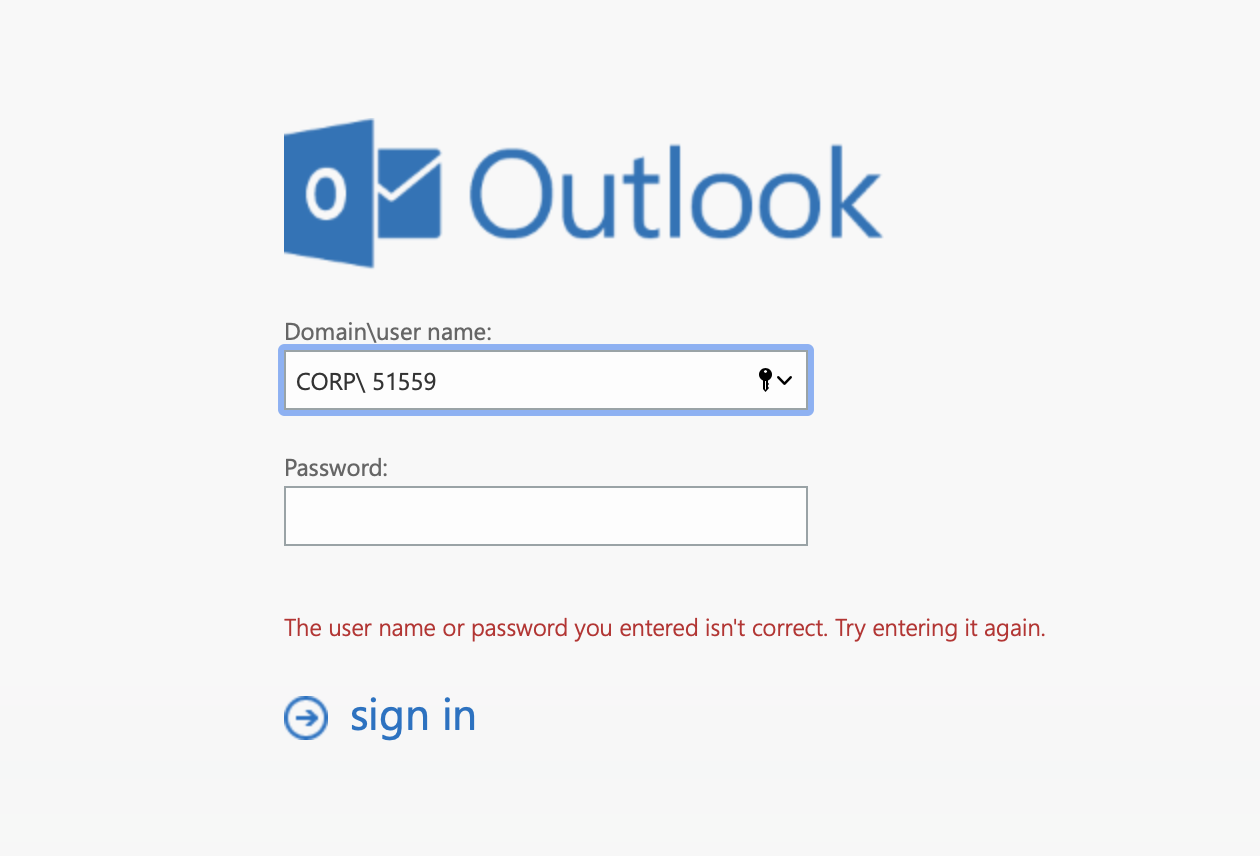 Outlook
Domain\user name:
CORP\ 51559
Password:
The user name or password you entered isn't correct. Try entering it again.
sign in